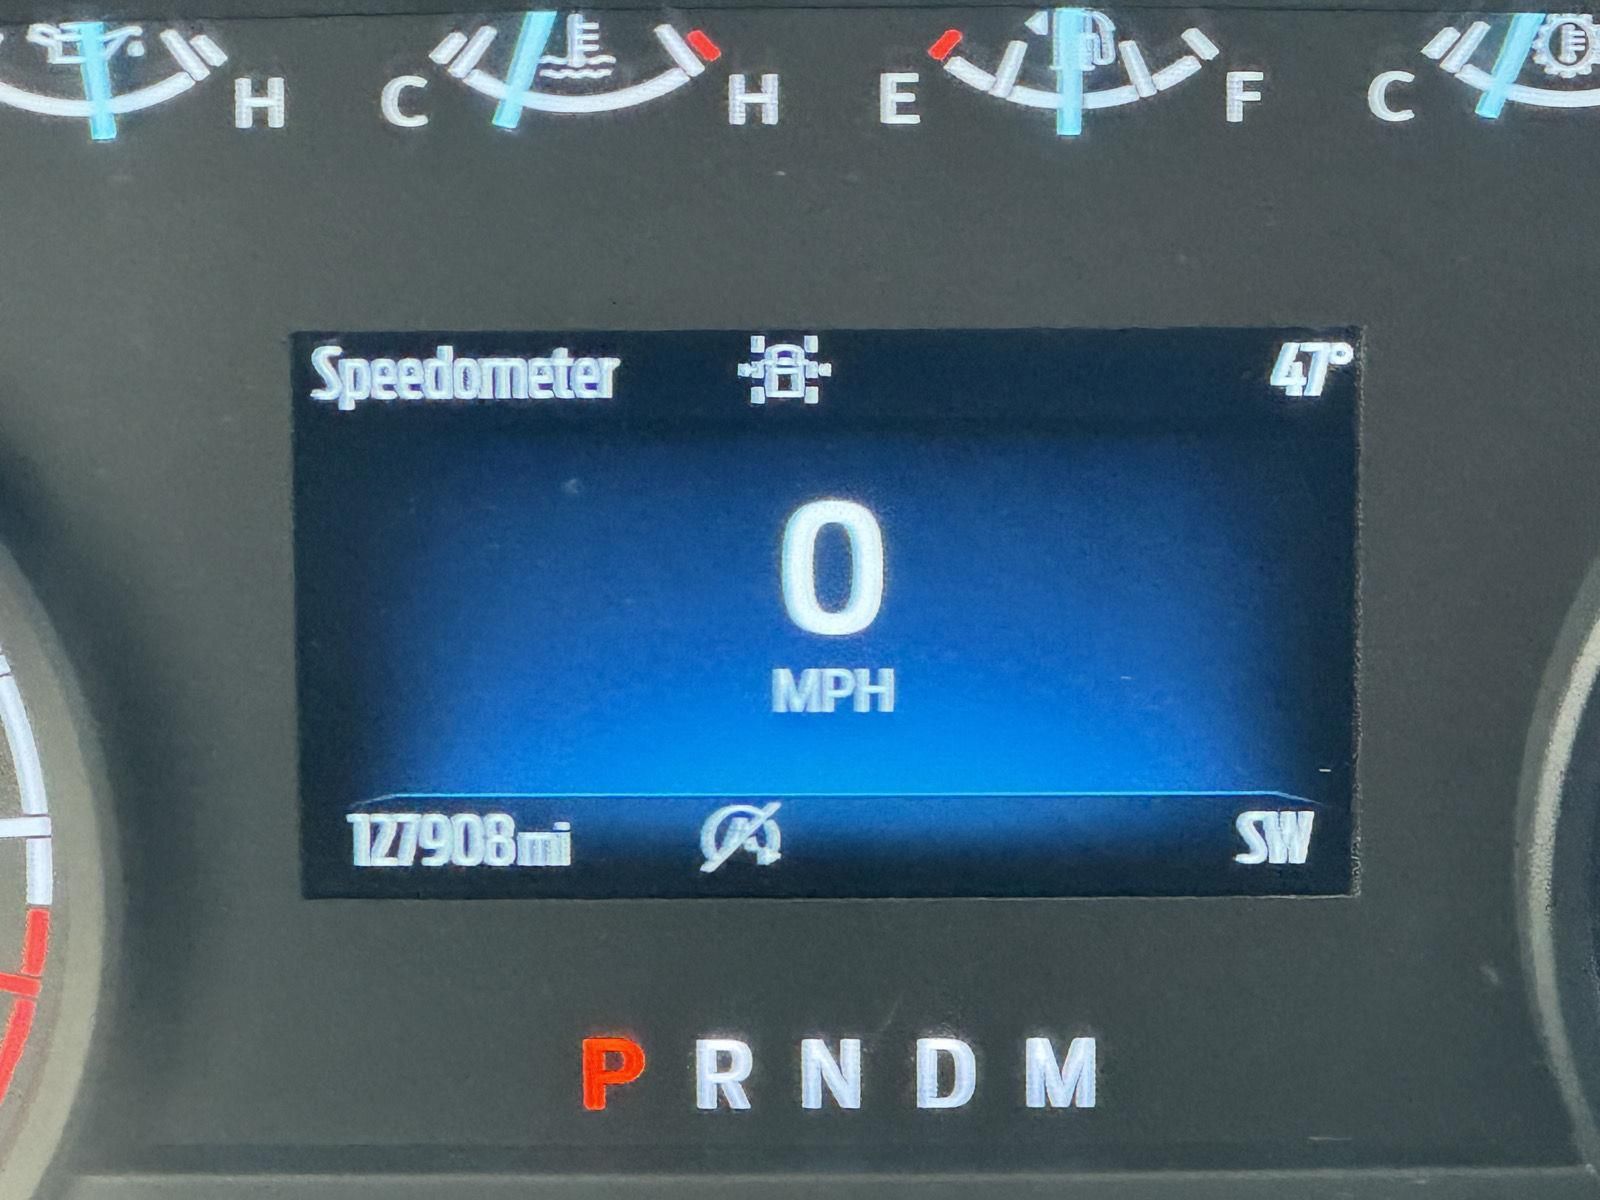 H C H E F C
Speedometer 47°
0
MPH
127908mi SW
P R N D M